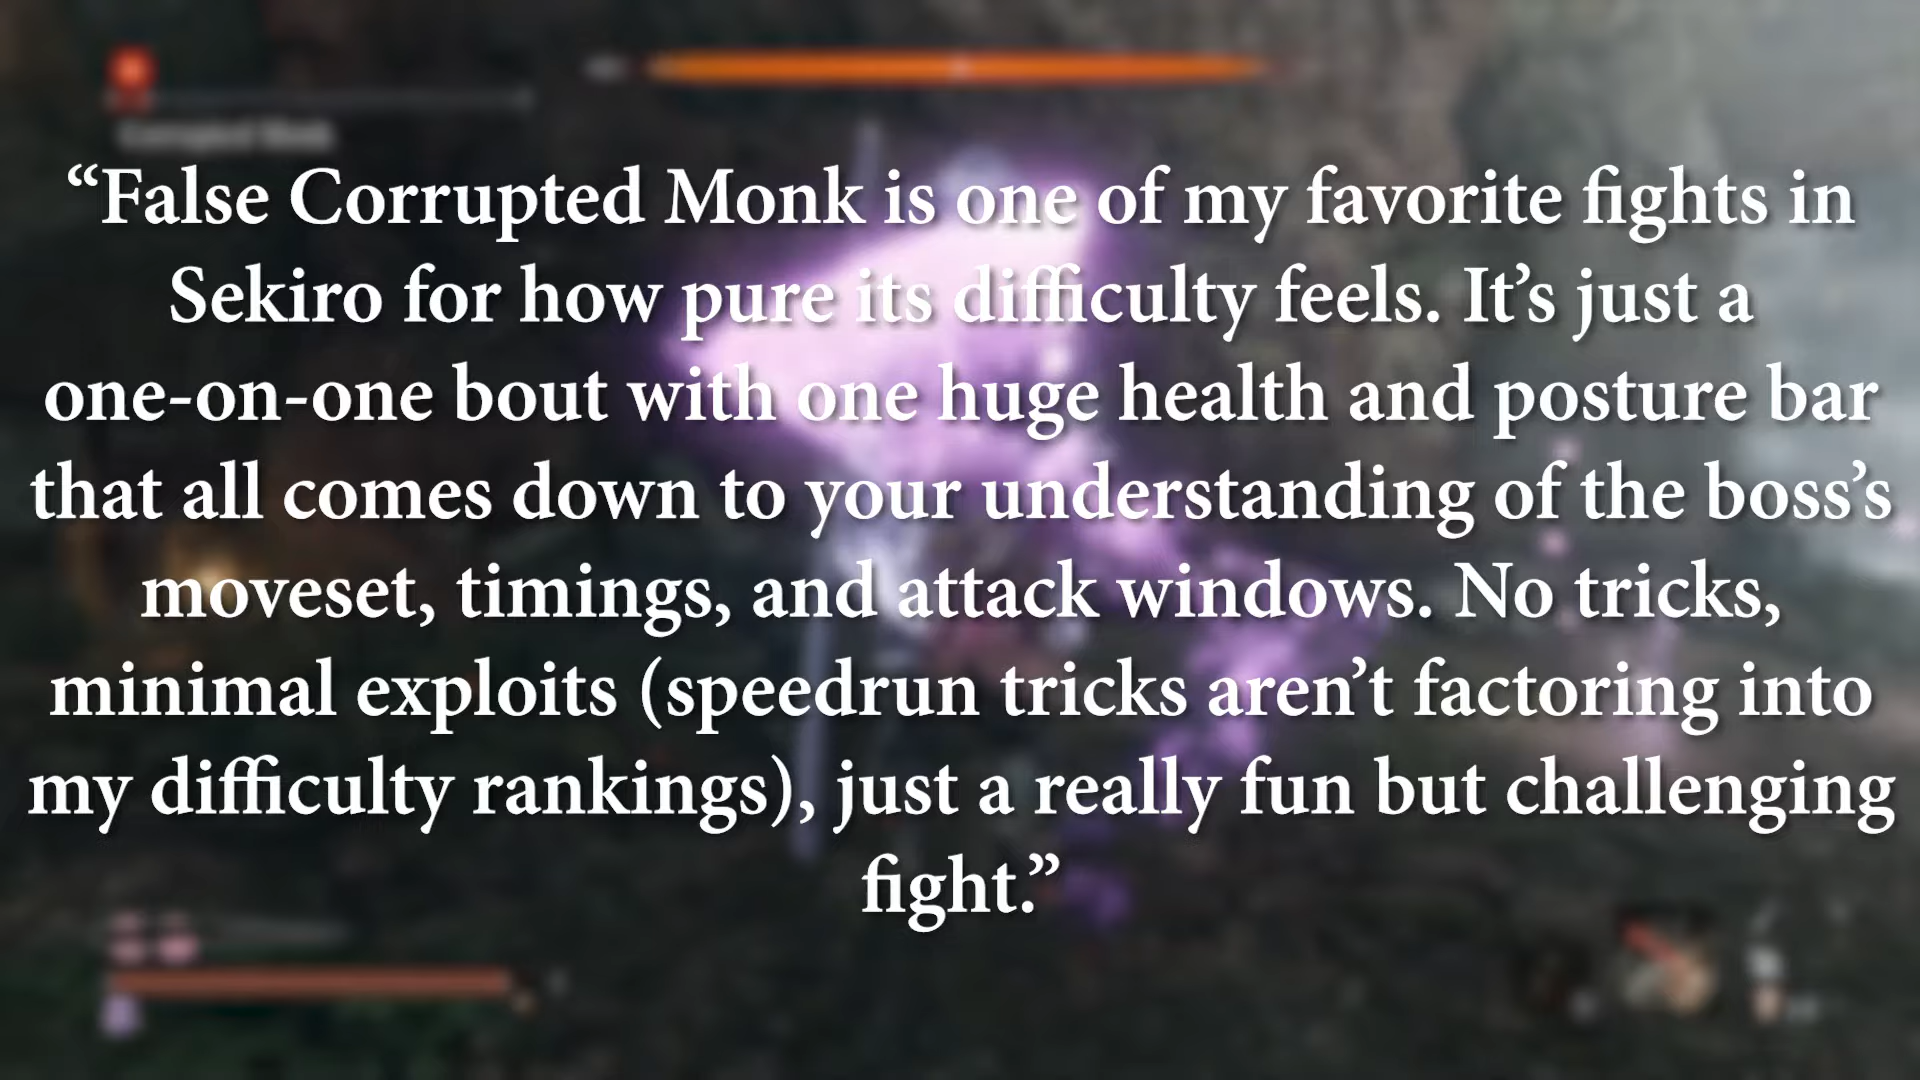 Corrupted Monk
“False Corrupted Monk is one of my favorite fights in
Sekiro for how pure its difficulty feels. It’s just a
one-on-one bout with one huge health and posture bar
that all comes down to your understanding of the boss’s
moveset, timings, and attack windows. No tricks,
minimal exploits (speedrun tricks aren’t factoring into
my difficulty rankings), just a really fun but challenging
fight.”